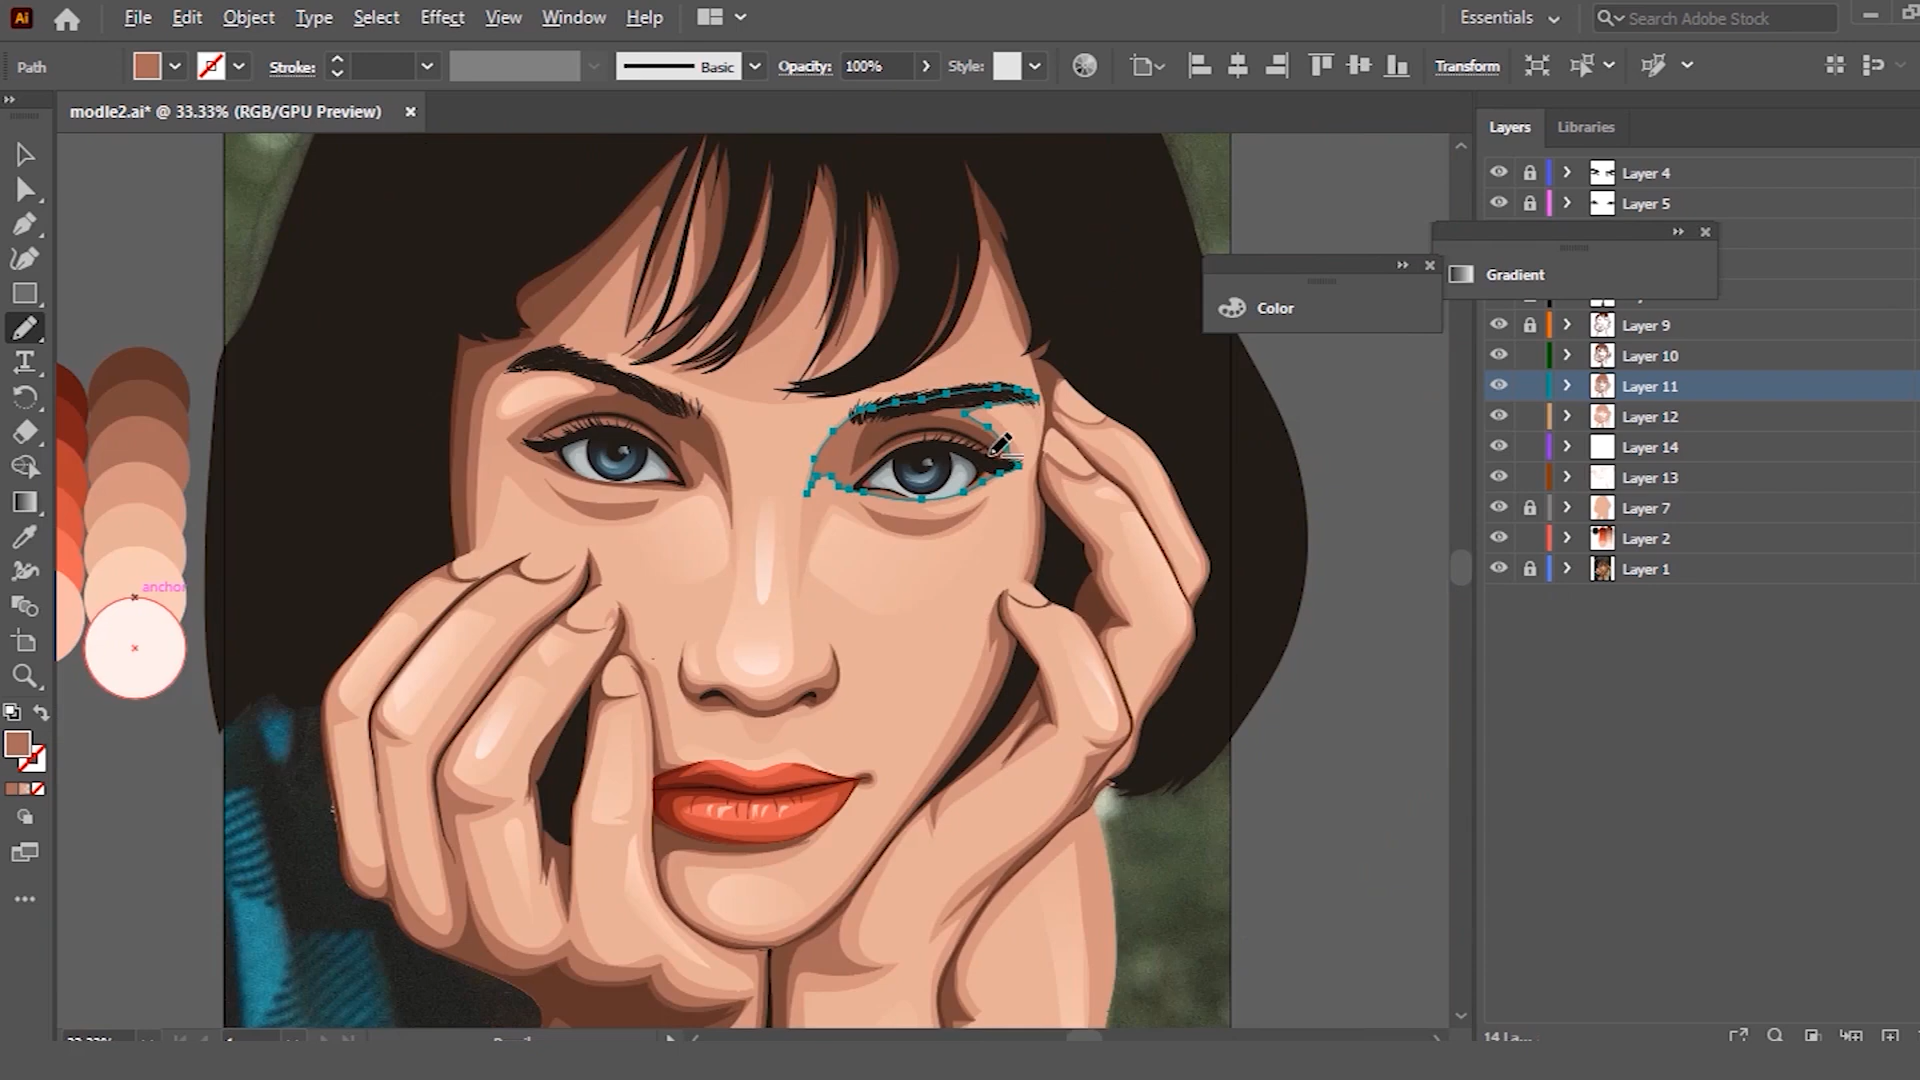 Ai File Edit Object Type Select Effect View Window Help Essentials Search Adobe Stock
Path Stroke: Basic Opacity: 100% Style: Transform
modle2.ai* @ 33.33% (RGB/GPU Preview)
Layers Libraries
Layer 4
Layer 5
Gradient
Color
Layer 9
Layer 10
Layer 11
Layer 12
Layer 14
Layer 13
Layer 7
Layer 2
Layer 1
anchor
14 La...